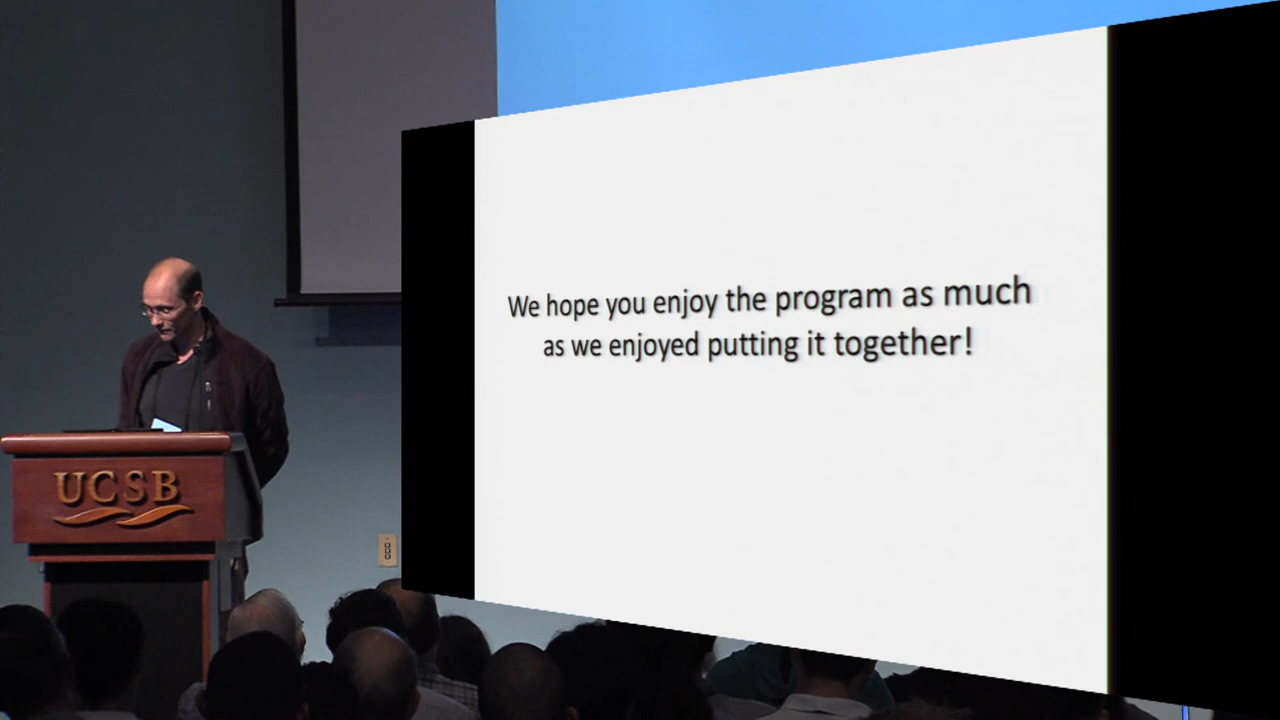 We hope you enjoy the program as much
as we enjoyed putting it together!
UCSB